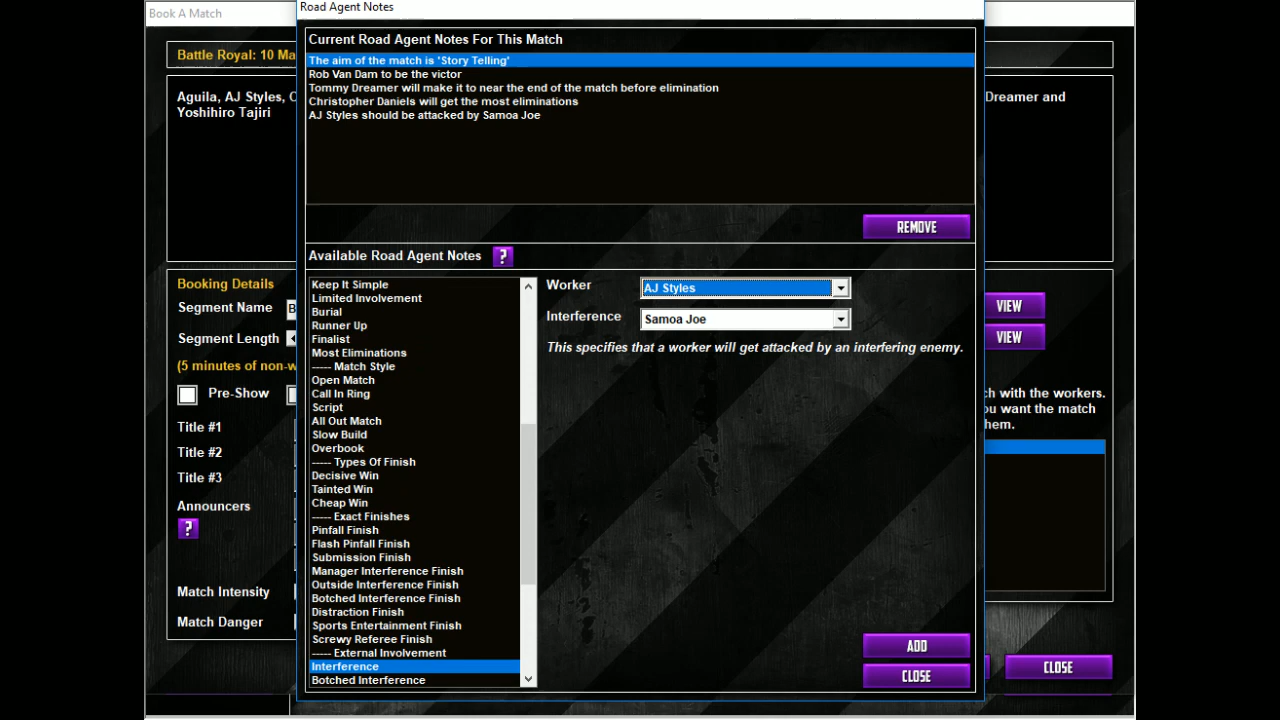 Book A Match
Road Agent Notes
Battle Royal: 10 Ma
Aguila, AJ Styles, C
Dreamer and
Yoshihiro Tajiri
Current Road Agent Notes For This Match
The aim of the match is 'Story Telling'
Rob Van Dam to be the victor
Tommy Dreamer will make it to near the end of the match before elimination
Christopher Daniels will get the most eliminations
AJ Styles should be attacked by Samoa Joe
REMOVE
Available Road Agent Notes ?
Keep It Simple
Limited Involvement
Burial
Runner Up
Finalist
Most Eliminations
----- Match Style
Open Match
Call In Ring
Script
All Out Match
Slow Build
Overbook
----- Types Of Finish
Decisive Win
Tainted Win
Cheap Win
----- Exact Finishes
Pinfall Finish
Flash Pinfall Finish
Submission Finish
Manager Interference Finish
Outside Interference Finish
Botched Interference Finish
Distraction Finish
Sports Entertainment Finish
Screwy Referee Finish
----- External Involvement
Interference
Botched Interference
Worker AJ Styles
Interference Samoa Joe
This specifies that a worker will get attacked by an interfering enemy.
ADD
CLOSE
Booking Details
Segment Name B
Segment Length
(5 minutes of non-w
Pre-Show
Title #1
Title #2
Title #3
Announcers
?
Match Intensity
Match Danger
VIEW
VIEW
ch with the workers.
ou want the match
hem.
CLOSE